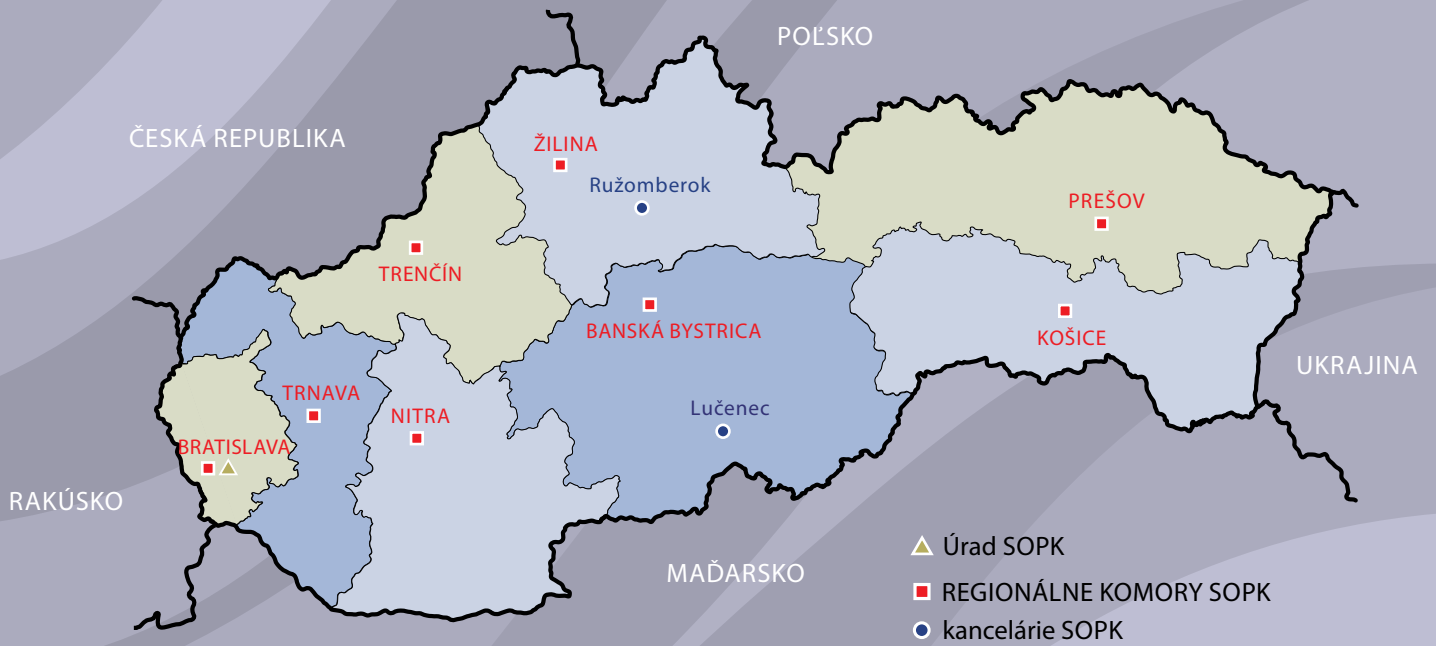 POĽSKO
ČESKÁ REPUBLIKA
ŽILINA
Ružomberok
PREŠOV
TRENČÍN
BANSKÁ BYSTRICA
KOŠICE
UKRAJINA
TRNAVA
NITRA
Lučenec
BRATISLAVA
RAKÚSKO
MAĎARSKO
Úrad SOPK
REGIONÁLNE KOMORY SOPK
kancelárie SOPK